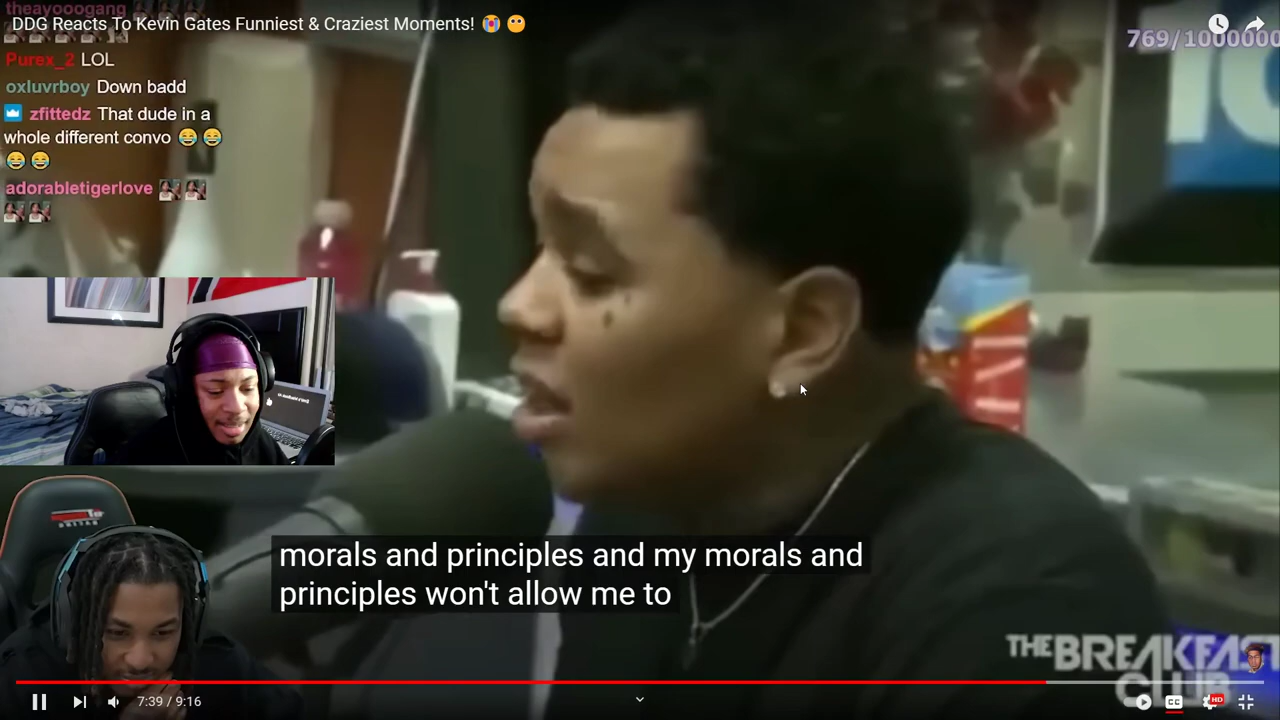 theayooogang
DDG Reacts To Kevin Gates Funniest & Craziest Moments! 😭 😶
769/1000000
Purex_2 LOL
oxluvrboy Down badd
zfittedz That dude in a
whole different convo 😂 😂
😂 😂
adorabletigerlove
morals and principles and my morals and
principles won't allow me to
THE BREAKFAST
CLUB
7:39 / 9:16
HD